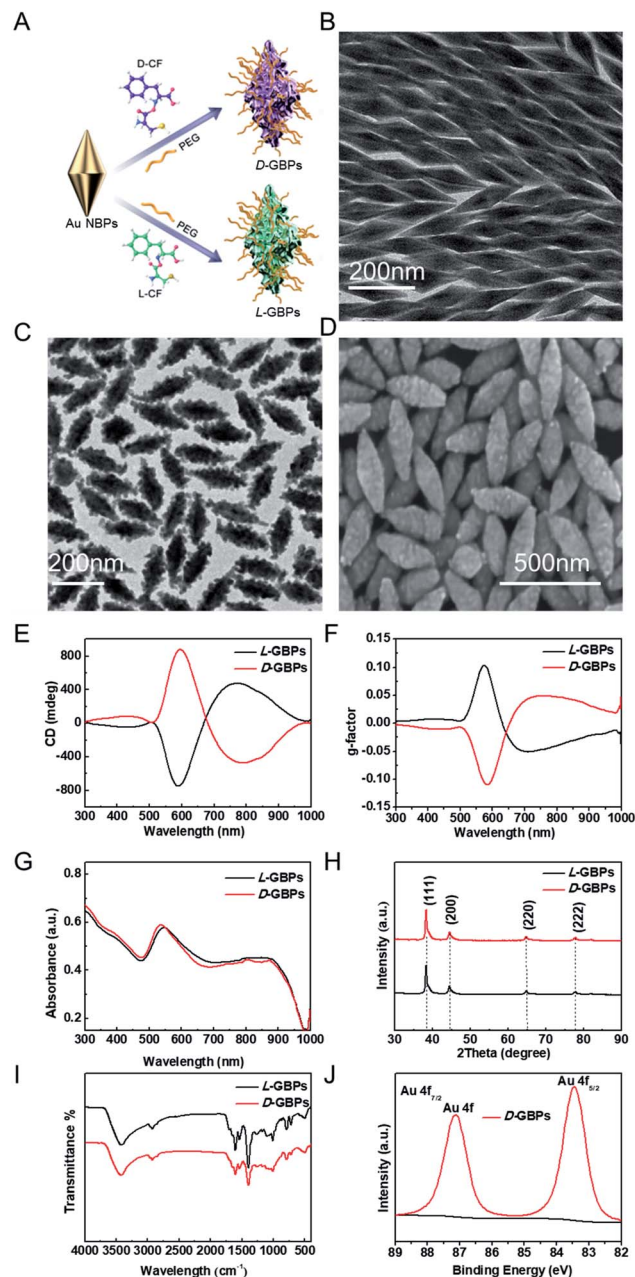 A
D-CF
PEG
D-GBPs
Au NBPs
PEG
L-CF
L-GBPs
B
200nm
C
200nm
D
500nm
E
L-GBPs
D-GBPs
CD (mdeg)
800
400
0
-400
-800
300 400 500 600 700 800 900 1000
Wavelength (nm)
F
L-GBPs
D-GBPs
g-factor
0.15
0.10
0.05
0.00
-0.05
-0.10
-0.15
300 400 500 600 700 800 900 1000
Wavelength (nm)
G
L-GBPs
D-GBPs
Absorbance (a.u.)
0.8
0.6
0.4
0.2
300 400 500 600 700 800 900 1000
Wavelength (nm)
H
L-GBPs
D-GBPs
(111)
(200)
(220)
(222)
Intensity (a.u.)
30 40 50 60 70 80 90
2Theta (degree)
I
L-GBPs
D-GBPs
Transmittance %
4000 3500 3000 2500 2000 1500 1000 500
Wavelength (cm-1)
J
Au 4f7/2
Au 4f
Au 4f5/2
D-GBPs
Intensity (a.u.)
89 88 87 86 85 84 83 82
Binding Energy (eV)